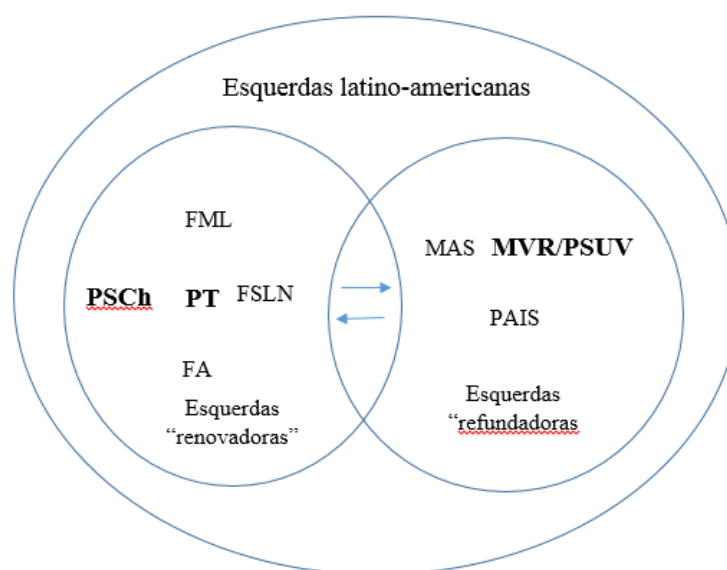 Esquerdas latino-americanas
FML
MAS MVR/PSUV
PSCh PT FSLN
PAIS
FA
Esquerdas
“renovadoras”
Esquerdas
“refundadoras